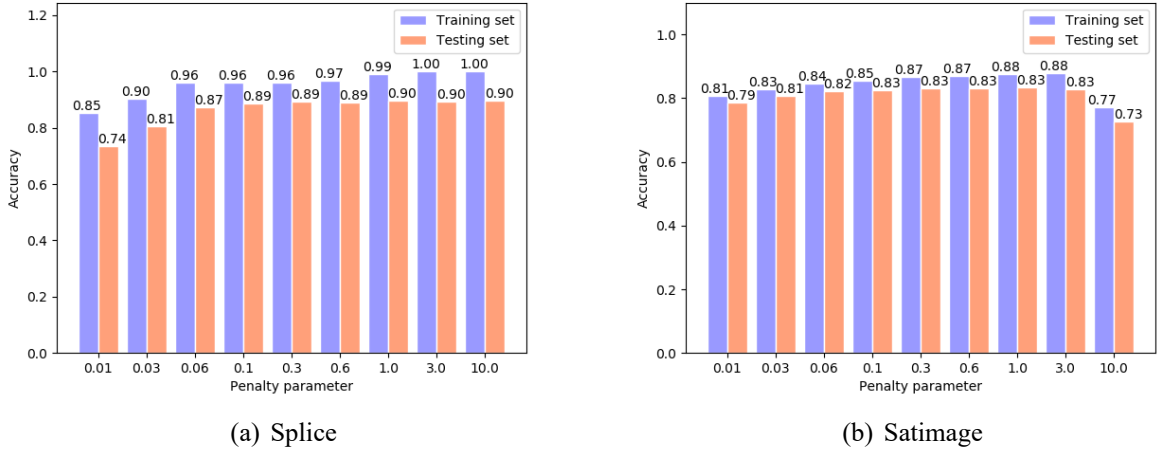 Training set
Testing set
1.2
1.0
0.8
0.6
0.4
0.2
0.0
Accuracy
0.85 0.90 0.96 0.96 0.96 0.97 0.99 1.00 1.00
0.74 0.81 0.87 0.89 0.89 0.89 0.90 0.90 0.90
0.01 0.03 0.06 0.1 0.3 0.6 1.0 3.0 10.0
Penalty parameter
(a) Splice
Training set
Testing set
1.0
0.8
0.6
0.4
0.2
0.0
Accuracy
0.81 0.83 0.84 0.85 0.87 0.87 0.88 0.88 0.77
0.79 0.81 0.82 0.83 0.83 0.83 0.83 0.83 0.73
0.01 0.03 0.06 0.1 0.3 0.6 1.0 3.0 10.0
Penalty parameter
(b) Satimage